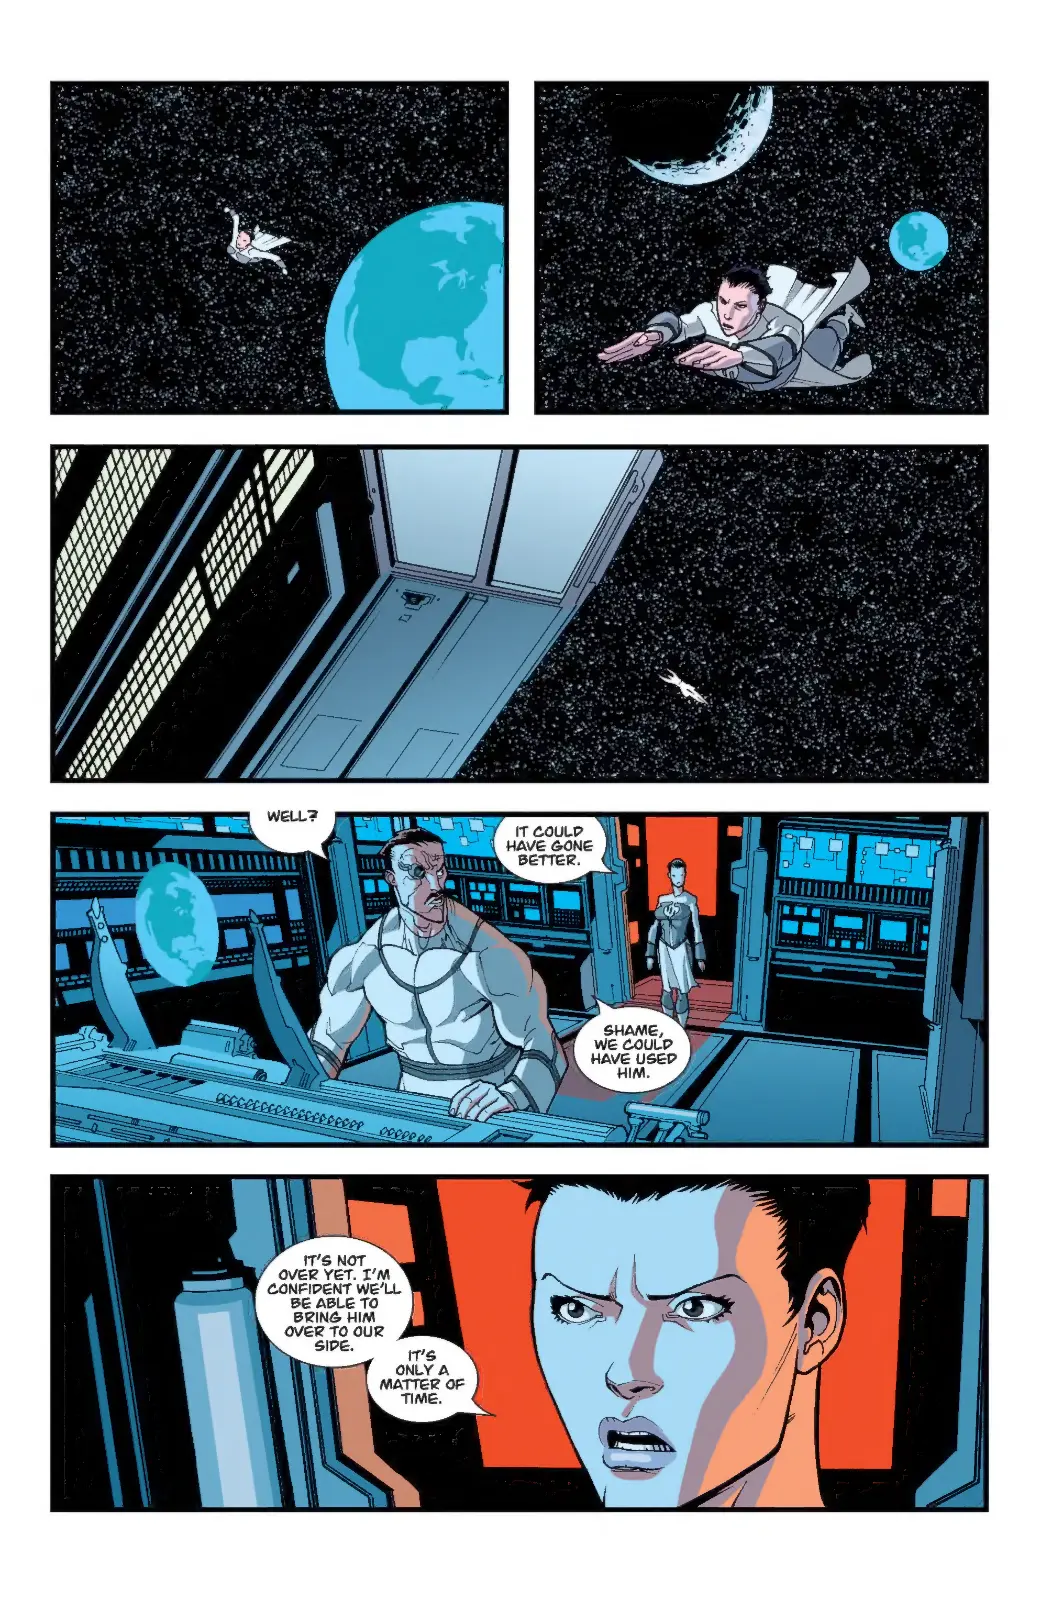 WELL?
IT COULD
HAVE GONE
BETTER.
SHAME,
WE COULD
HAVE USED
HIM.
IT'S NOT
OVER YET. I'M
CONFIDENT WE'LL
BE ABLE TO
BRING HIM
OVER TO OUR
SIDE.
IT'S
ONLY A
MATTER OF
TIME.